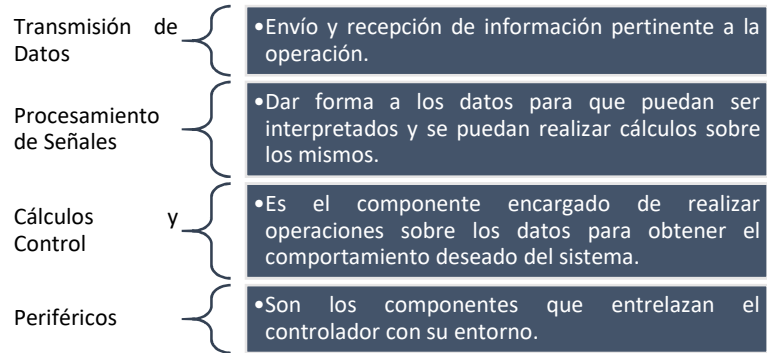 Transmisión de
Datos
•Envío y recepción de información pertinente a la
operación.
Procesamiento
de Señales
•Dar forma a los datos para que puedan ser
interpretados y se puedan realizar cálculos sobre
los mismos.
Cálculos y
Control
•Es el componente encargado de realizar
operaciones sobre los datos para obtener el
comportamiento deseado del sistema.
Periféricos
•Son los componentes que entrelazan el
controlador con su entorno.